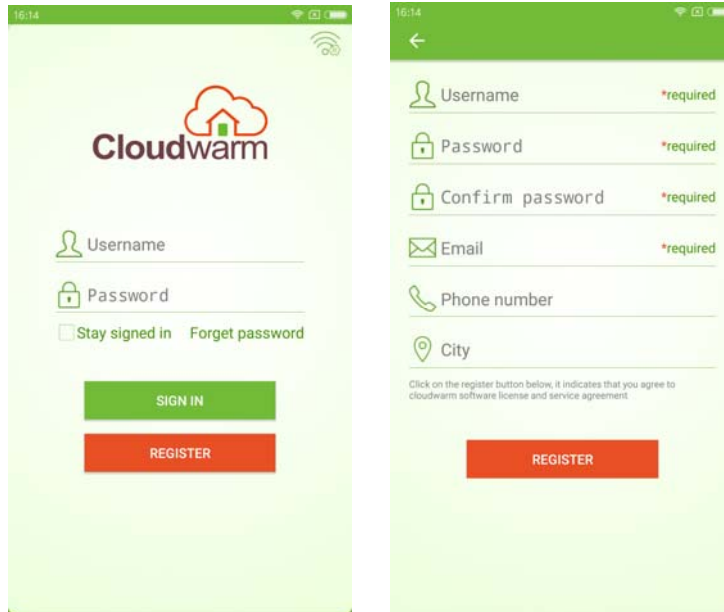 16:14
Cloudwarm
Username
Password
Stay signed in Forget password
SIGN IN
REGISTER
16:14
Username *required
Password *required
Confirm password *required
Email *required
Phone number
City
Click on the register button below, it indicates that you agree to
cloudwarm software license and service agreement
REGISTER